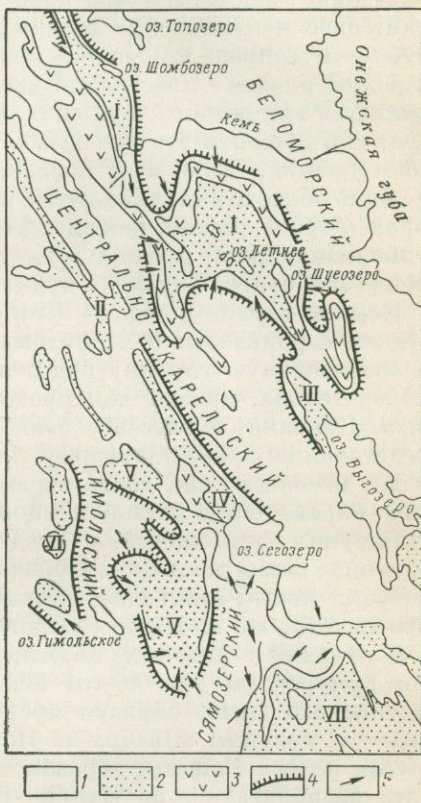 оз. Топозеро
оз. Шомбозеро
Онежская губа
I
БЕЛОМОРСКИЙ
Кемь
ЦЕНТРАЛЬНО-КАРЕЛЬСКИЙ
I
оз. Летнее
оз. Шуеозеро
II
III
оз. Выгозеро
V
IV
ГИМОЛЬСКИЙ
VI
оз. Сегозеро
V
оз. Гимольское
СЯМОЗЕРСКИЙ
VII
1 2 3 4 5